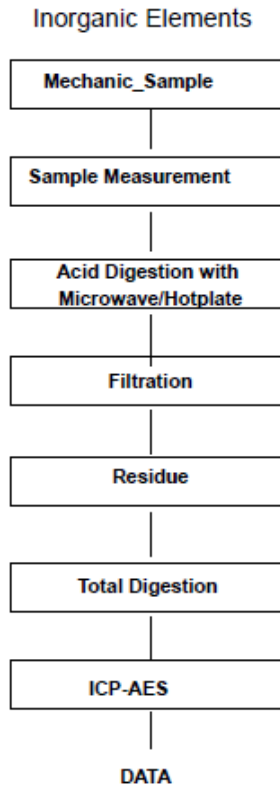 Inorganic Elements
Mechanic_Sample
Sample Measurement
Acid Digestion with
Microwave/Hotplate
Filtration
Residue
Total Digestion
ICP-AES
DATA